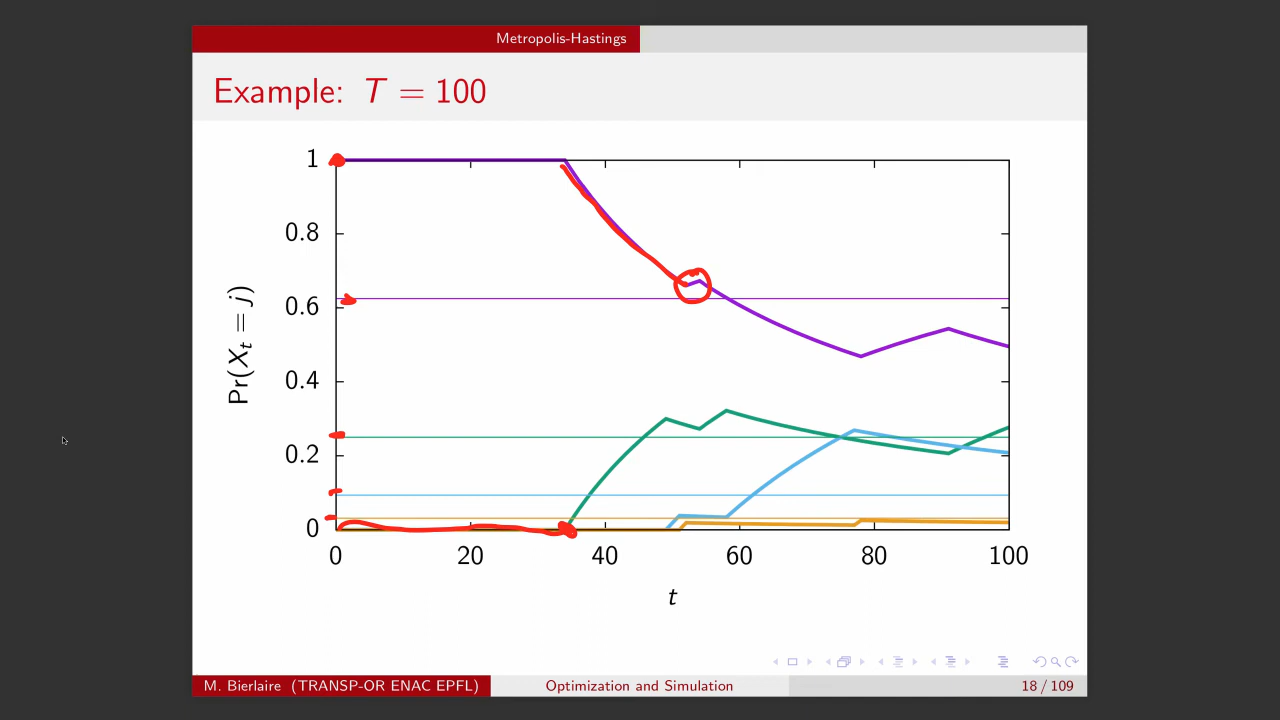 Metropolis-Hastings
Example: T = 100
1
0.8
0.6
0.4
0.2
0
Pr(X_t = j)
0 20 40 60 80 100
t
M. Bierlaire (TRANSP-OR ENAC EPFL) Optimization and Simulation 18 / 109